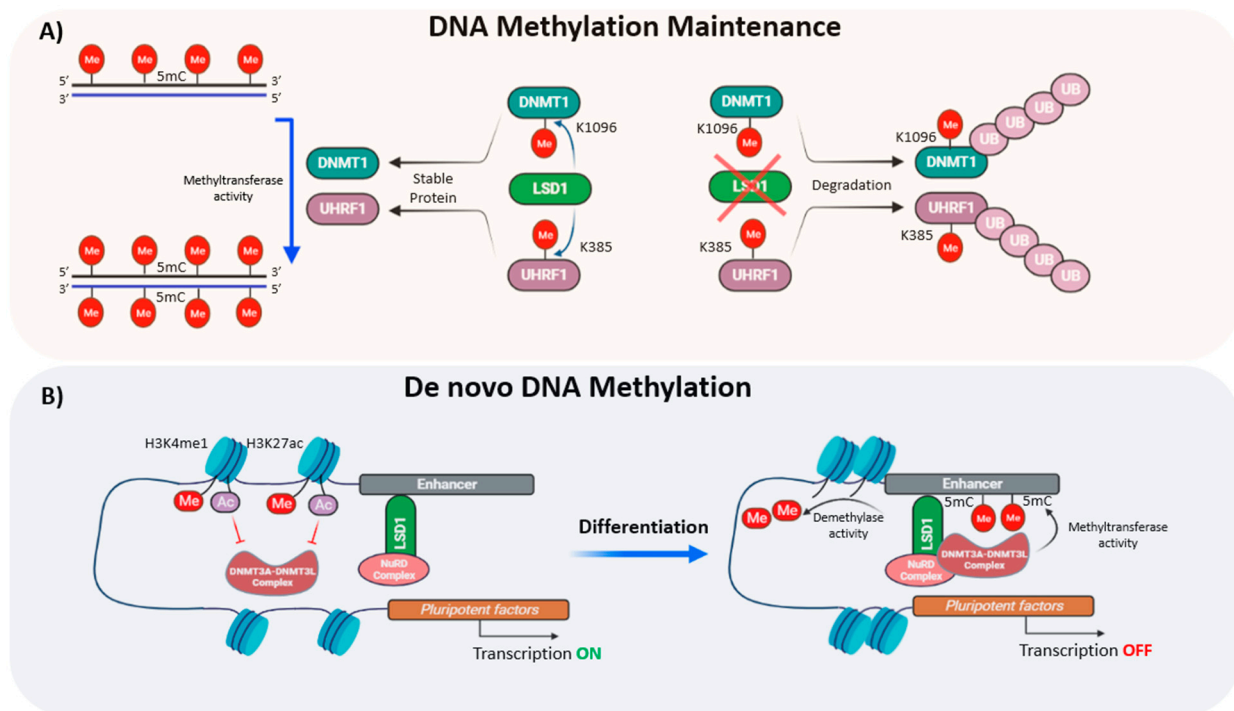 A)
DNA Methylation Maintenance
Me Me Me Me
5mC
5′ 3′
3′ 5′
Methyltransferase
activity
Me Me Me Me
5′ 5mC 3′
3′ 5mC 5′
Me Me Me Me
DNMT1
UHRF1
Stable
Protein
DNMT1
K1096
Me
LSD1
Me
K385
UHRF1
DNMT1
K1096
Me
LSD1
Me
K385
UHRF1
Degradation
UB
UB
UB
UB
Me
K1096
DNMT1
UHRF1
K385
Me
UB
UB
UB
UB
B)
De novo DNA Methylation
H3K4me1 H3K27ac
Me Ac Me Ac
DNMT3A-DNMT3L
Complex
Enhancer
LSD1
NuRD
Complex
Pluripotent factors
Transcription ON
Differentiation
Me Me
Demethylase
activity
Enhancer
5mC 5mC
Me Me
LSD1
NuRD
Complex
DNMT3A-DNMT3L
Complex
Methyltransferase
activity
Pluripotent factors
Transcription OFF